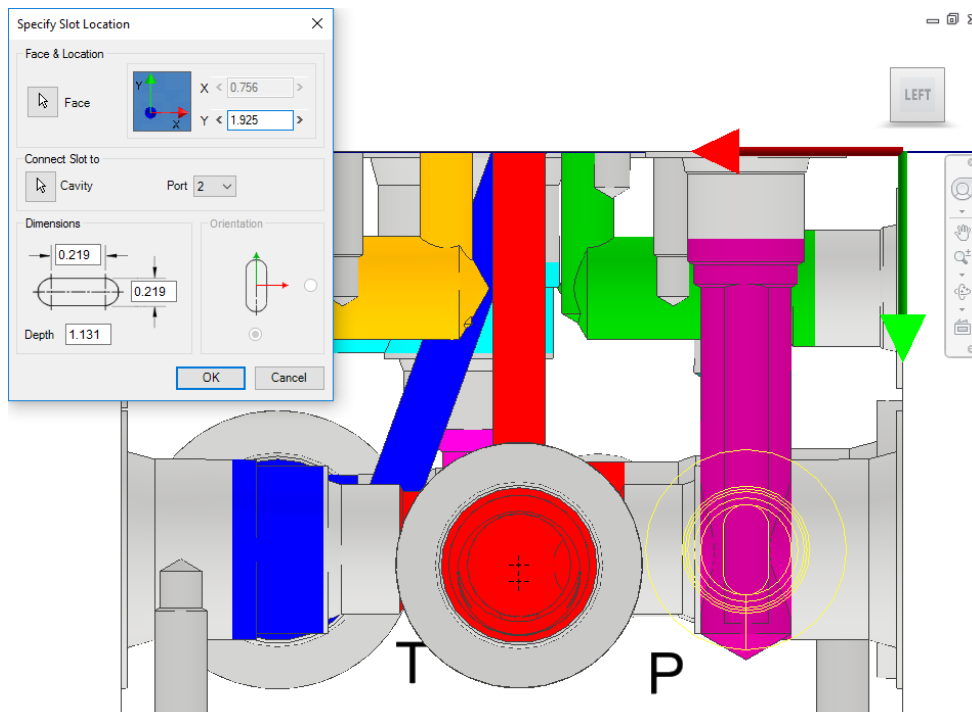 Specify Slot Location
Face & Location
Face
Y
X
X < 0.756 >
Y < 1.925 >
Connect Slot to
Cavity
Port 2
Dimensions
0.219
0.219
Depth 1.131
Orientation
OK
Cancel
LEFT
T
P